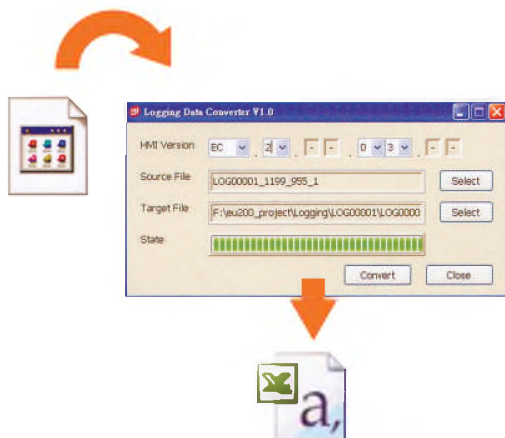 Logging Data Converter V1.0
HMI Version EC . 2 . - - . 0 3 . - -
Source File LOG00001_1199_955_1 Select
Target File F:\eu200_project\Logging\LOG00001\LOG0000 Select
State
Convert Close
a,